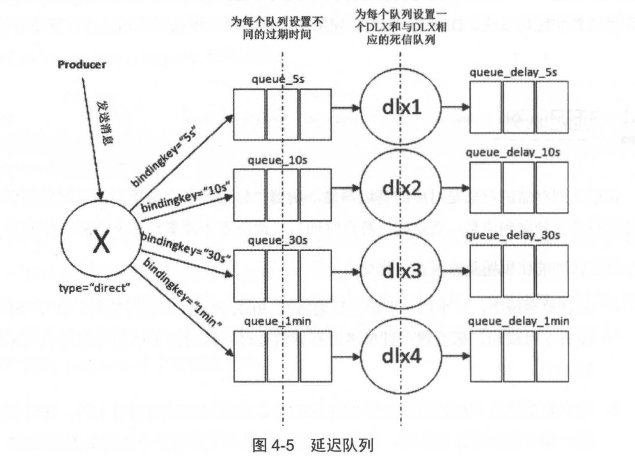 为每个队列设置不
同的过期时间
为每个队列设置一
个DLX和与DLX相
应的死信队列
Producer
发送消息
X
type="direct"
bindingkey="5s"
bindingkey="10s"
bindingkey="30s"
bindingkey="1min"
queue_5s
dlx1
queue_delay_5s
queue_10s
dlx2
queue_delay_10s
queue_30s
dlx3
queue_delay_30s
queue_1min
dlx4
queue_delay_1min
图 4-5 延迟队列